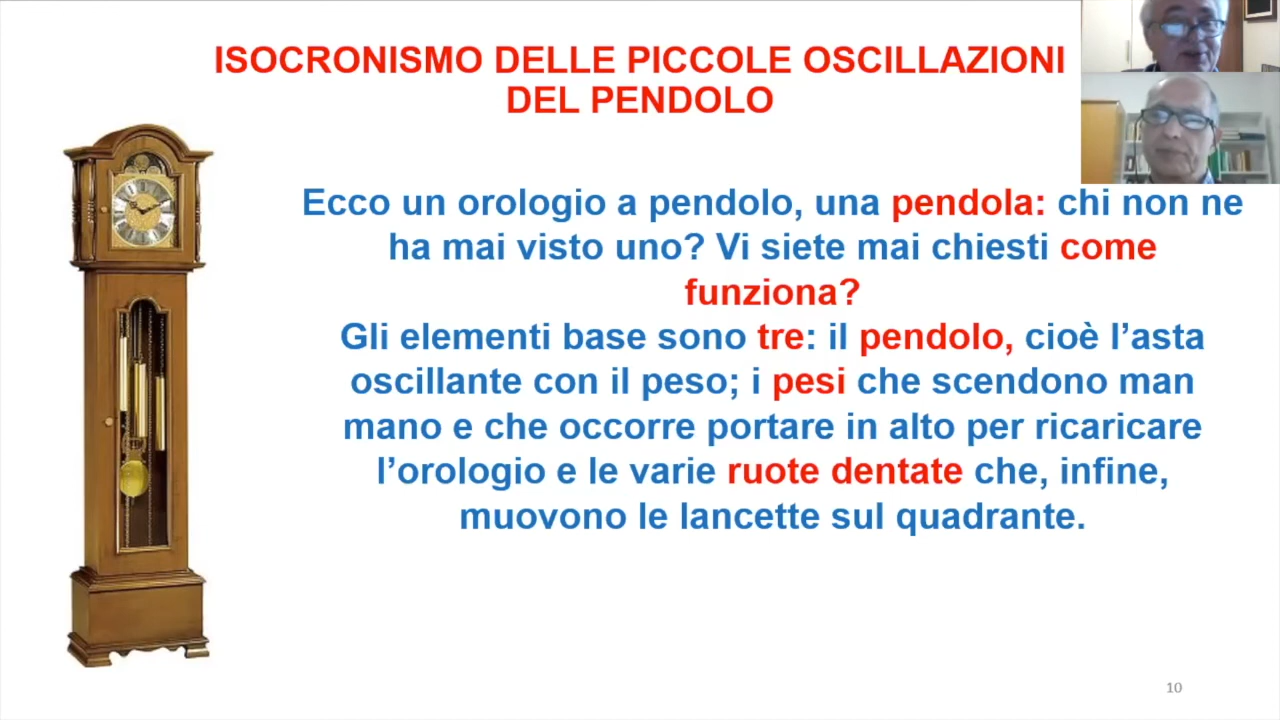 ISOCRONISMO DELLE PICCOLE OSCILLAZIONI
DEL PENDOLO
Ecco un orologio a pendolo, una pendola: chi non ne
ha mai visto uno? Vi siete mai chiesti come
funziona?
Gli elementi base sono tre: il pendolo, cioè l’asta
oscillante con il peso; i pesi che scendono man
mano e che occorre portare in alto per ricaricare
l’orologio e le varie ruote dentate che, infine,
muovono le lancette sul quadrante.
10